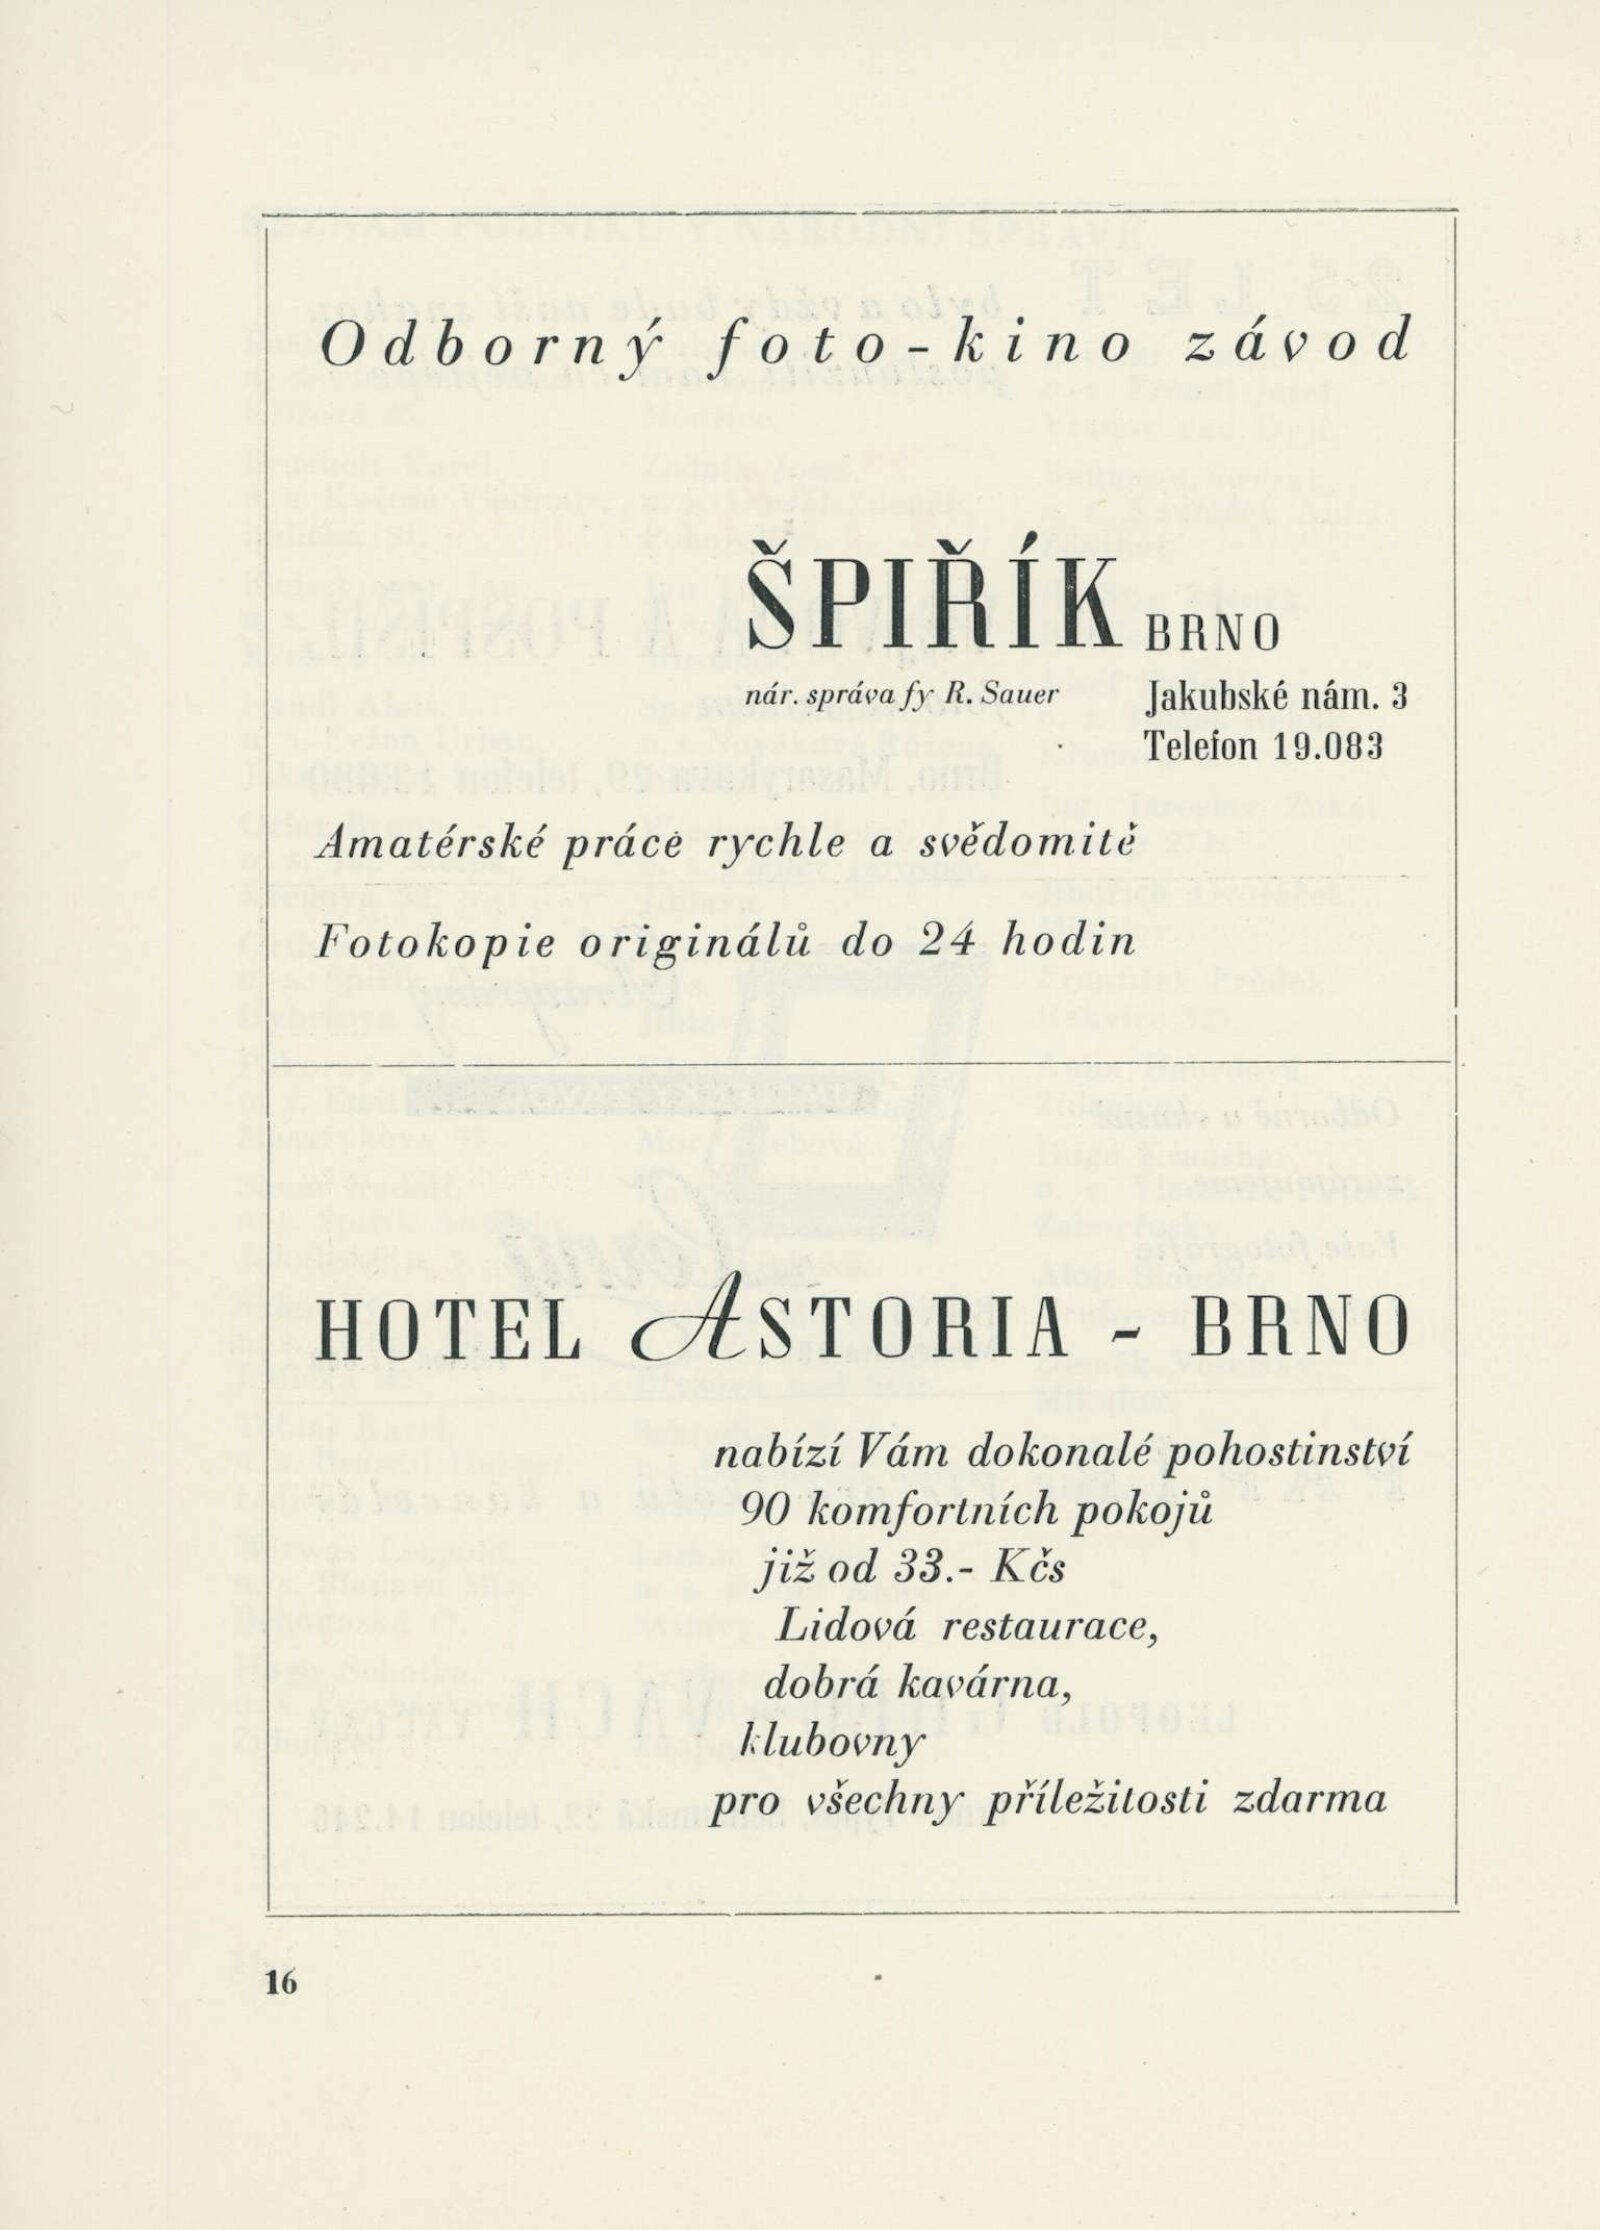 Odborný foto-kino závod
ŠPIŘÍK BRNO
nár. správa fy R. Sauer
Jakubské nám. 3
Telefon 19.083
Amatérské práce rychle a svědomitě
Fotokopie originálů do 24 hodin
HOTEL ASTORIA - BRNO
nabízí Vám dokonalé pohostinství
90 komfortních pokojů
již od 33.- Kčs
Lidová restaurace,
dobrá kavárna,
klubovny
pro všechny příležitosti zdarma
16